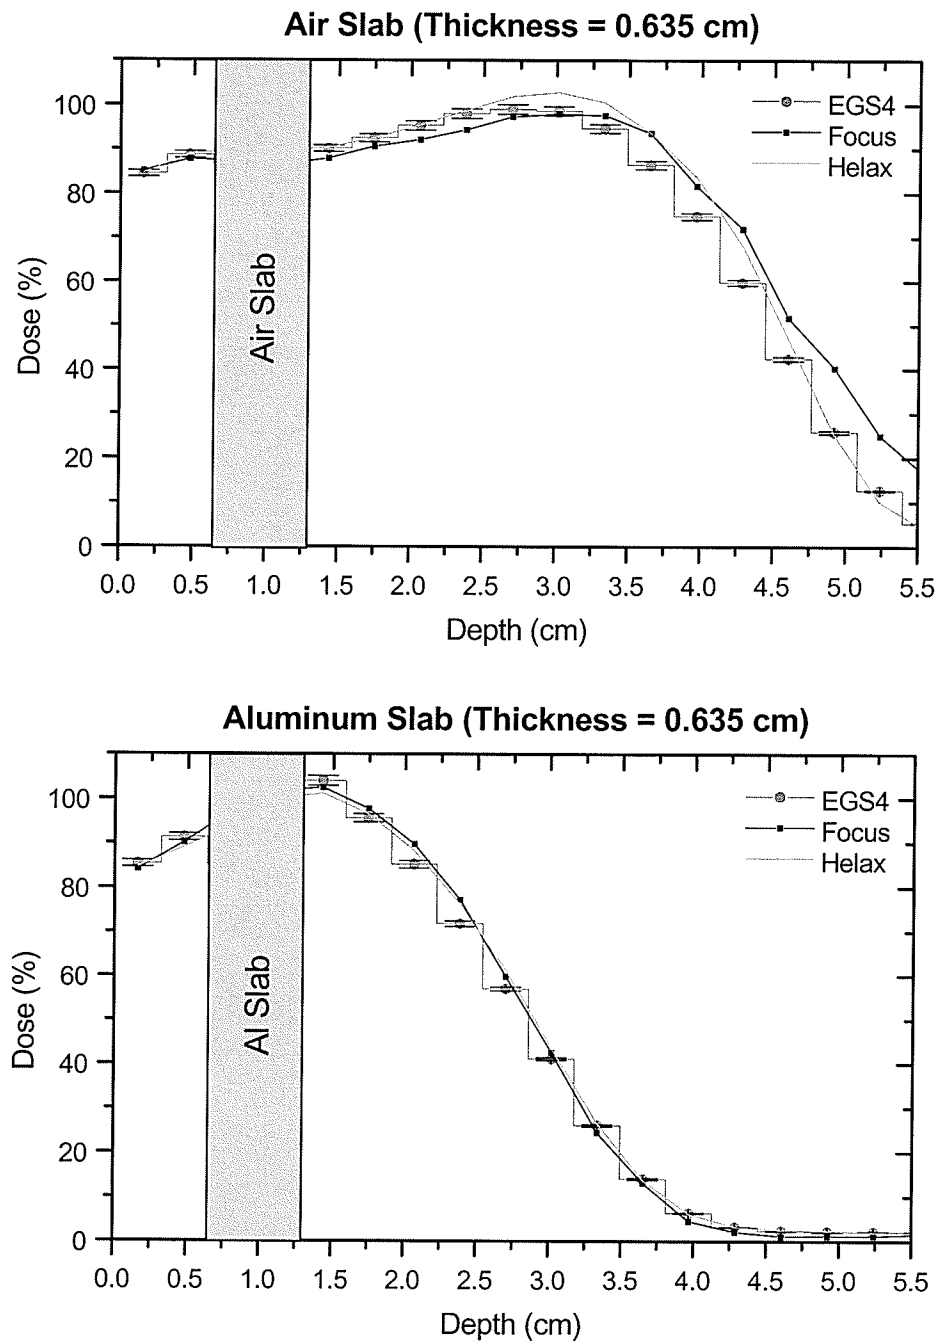 Air Slab (Thickness = 0.635 cm)
EGS4
Focus
Helax
100
80
60
40
20
0
Dose (%)
Air Slab
0.0 0.5 1.0 1.5 2.0 2.5 3.0 3.5 4.0 4.5 5.0 5.5
Depth (cm)
Aluminum Slab (Thickness = 0.635 cm)
EGS4
Focus
Helax
100
80
60
40
20
0
Dose (%)
Al Slab
0.0 0.5 1.0 1.5 2.0 2.5 3.0 3.5 4.0 4.5 5.0 5.5
Depth (cm)